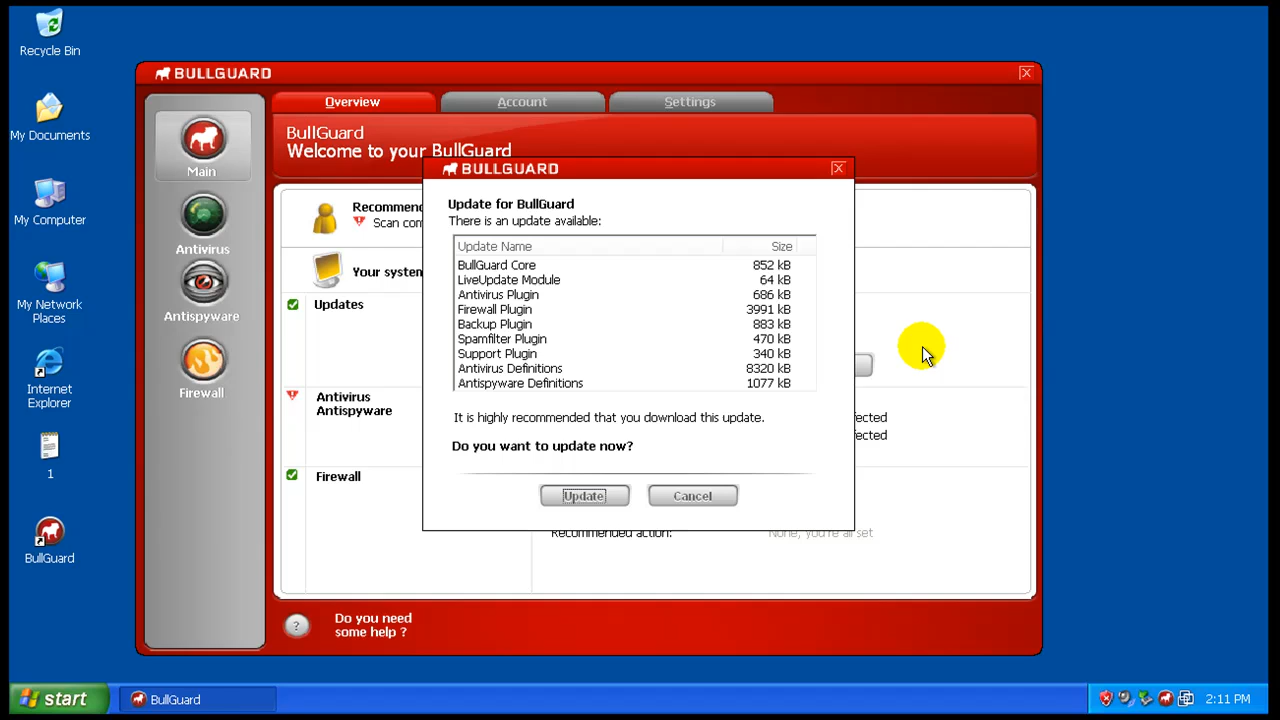 Recycle Bin
My Documents
My Computer
My Network
Places
Internet
Explorer
1
BullGuard
BULLGUARD
Main
Antivirus
Antispyware
Firewall
Overview
Account
Settings
BullGuard
Welcome to your BullGuard
Recommen
Scan con
Your system
Updates
Antivirus
Antispyware
fected
fected
Firewall
Recommended action:
None, you're all set
BULLGUARD
Update for BullGuard
There is an update available:
Update Name Size
BullGuard Core 852 kB
LiveUpdate Module 64 kB
Antivirus Plugin 686 kB
Firewall Plugin 3991 kB
Backup Plugin 883 kB
Spamfilter Plugin 470 kB
Support Plugin 340 kB
Antivirus Definitions 8320 kB
Antispyware Definitions 1077 kB
It is highly recommended that you download this update.
Do you want to update now?
Update
Cancel
?
Do you need
some help ?
start
BullGuard
2:11 PM